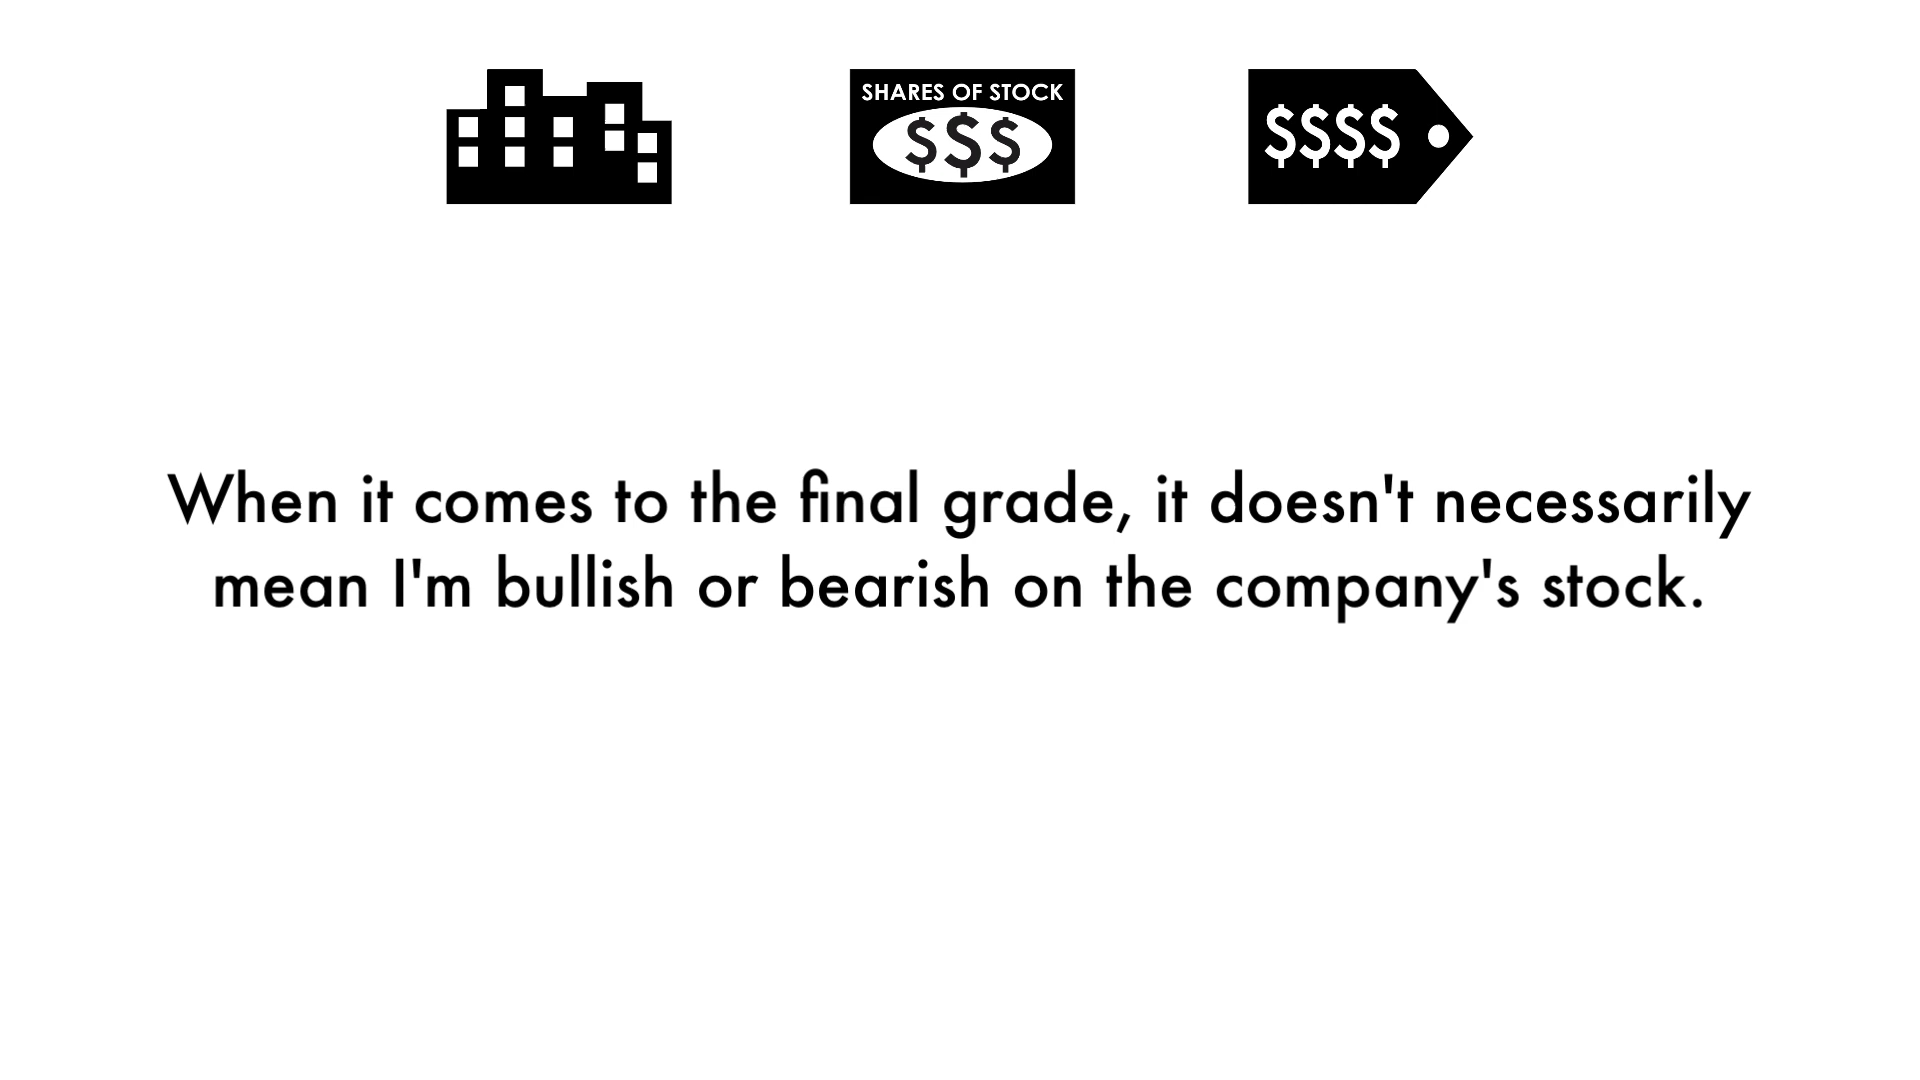 SHARES OF STOCK
$$$
$$$$
When it comes to the final grade, it doesn't necessarily
mean I'm bullish or bearish on the company's stock.